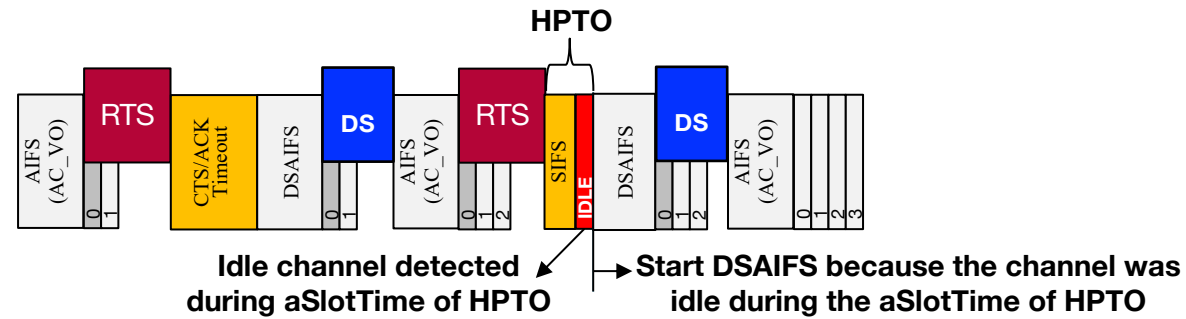 HPTO
AIFS
(AC_VO)
RTS
0
1
CTS/ACK
Timeout
DSAIFS
DS
0
1
AIFS
(AC_VO)
RTS
0
1
2
SIFS
IDLE
DSAIFS
DS
0
1
2
AIFS
(AC_VO)
0
1
2
3
Idle channel detected
during aSlotTime of HPTO
Start DSAIFS because the channel was
idle during the aSlotTime of HPTO